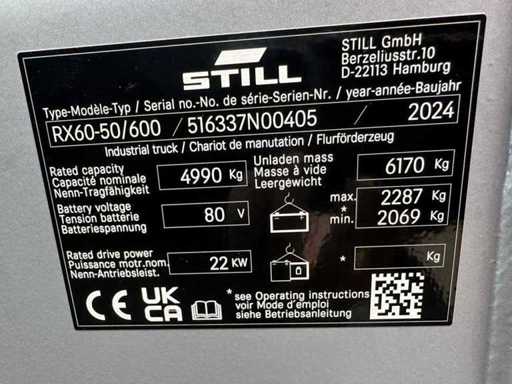 STILL
STILL GmbH
Berzeliusstr.10
D-22113 Hamburg
Type-Modèle-Typ / Serial no.-No. de série-Serien-Nr. / year-année-Baujahr
RX60-50/600 / 516337N00405 / 2024
Industrial truck / Chariot de manutation / Flurförderzeug
Rated capacity
Capacité nominale
Nenn-Tragfähigkeit
4990 Kg
Unladen mass
Masse à vide
Leergewicht
6170 Kg
Battery voltage
Tension batterie
Batteriespannung
80 V
max. 2287 Kg
*
min. 2069 Kg
Rated drive power
Puissance motr.nom.
Nenn-Antriebsleist.
22 KW
* Kg
CE UK
CA
*see Operating instructions
voir Mode d'emploi
siehe Betriebsanleitung